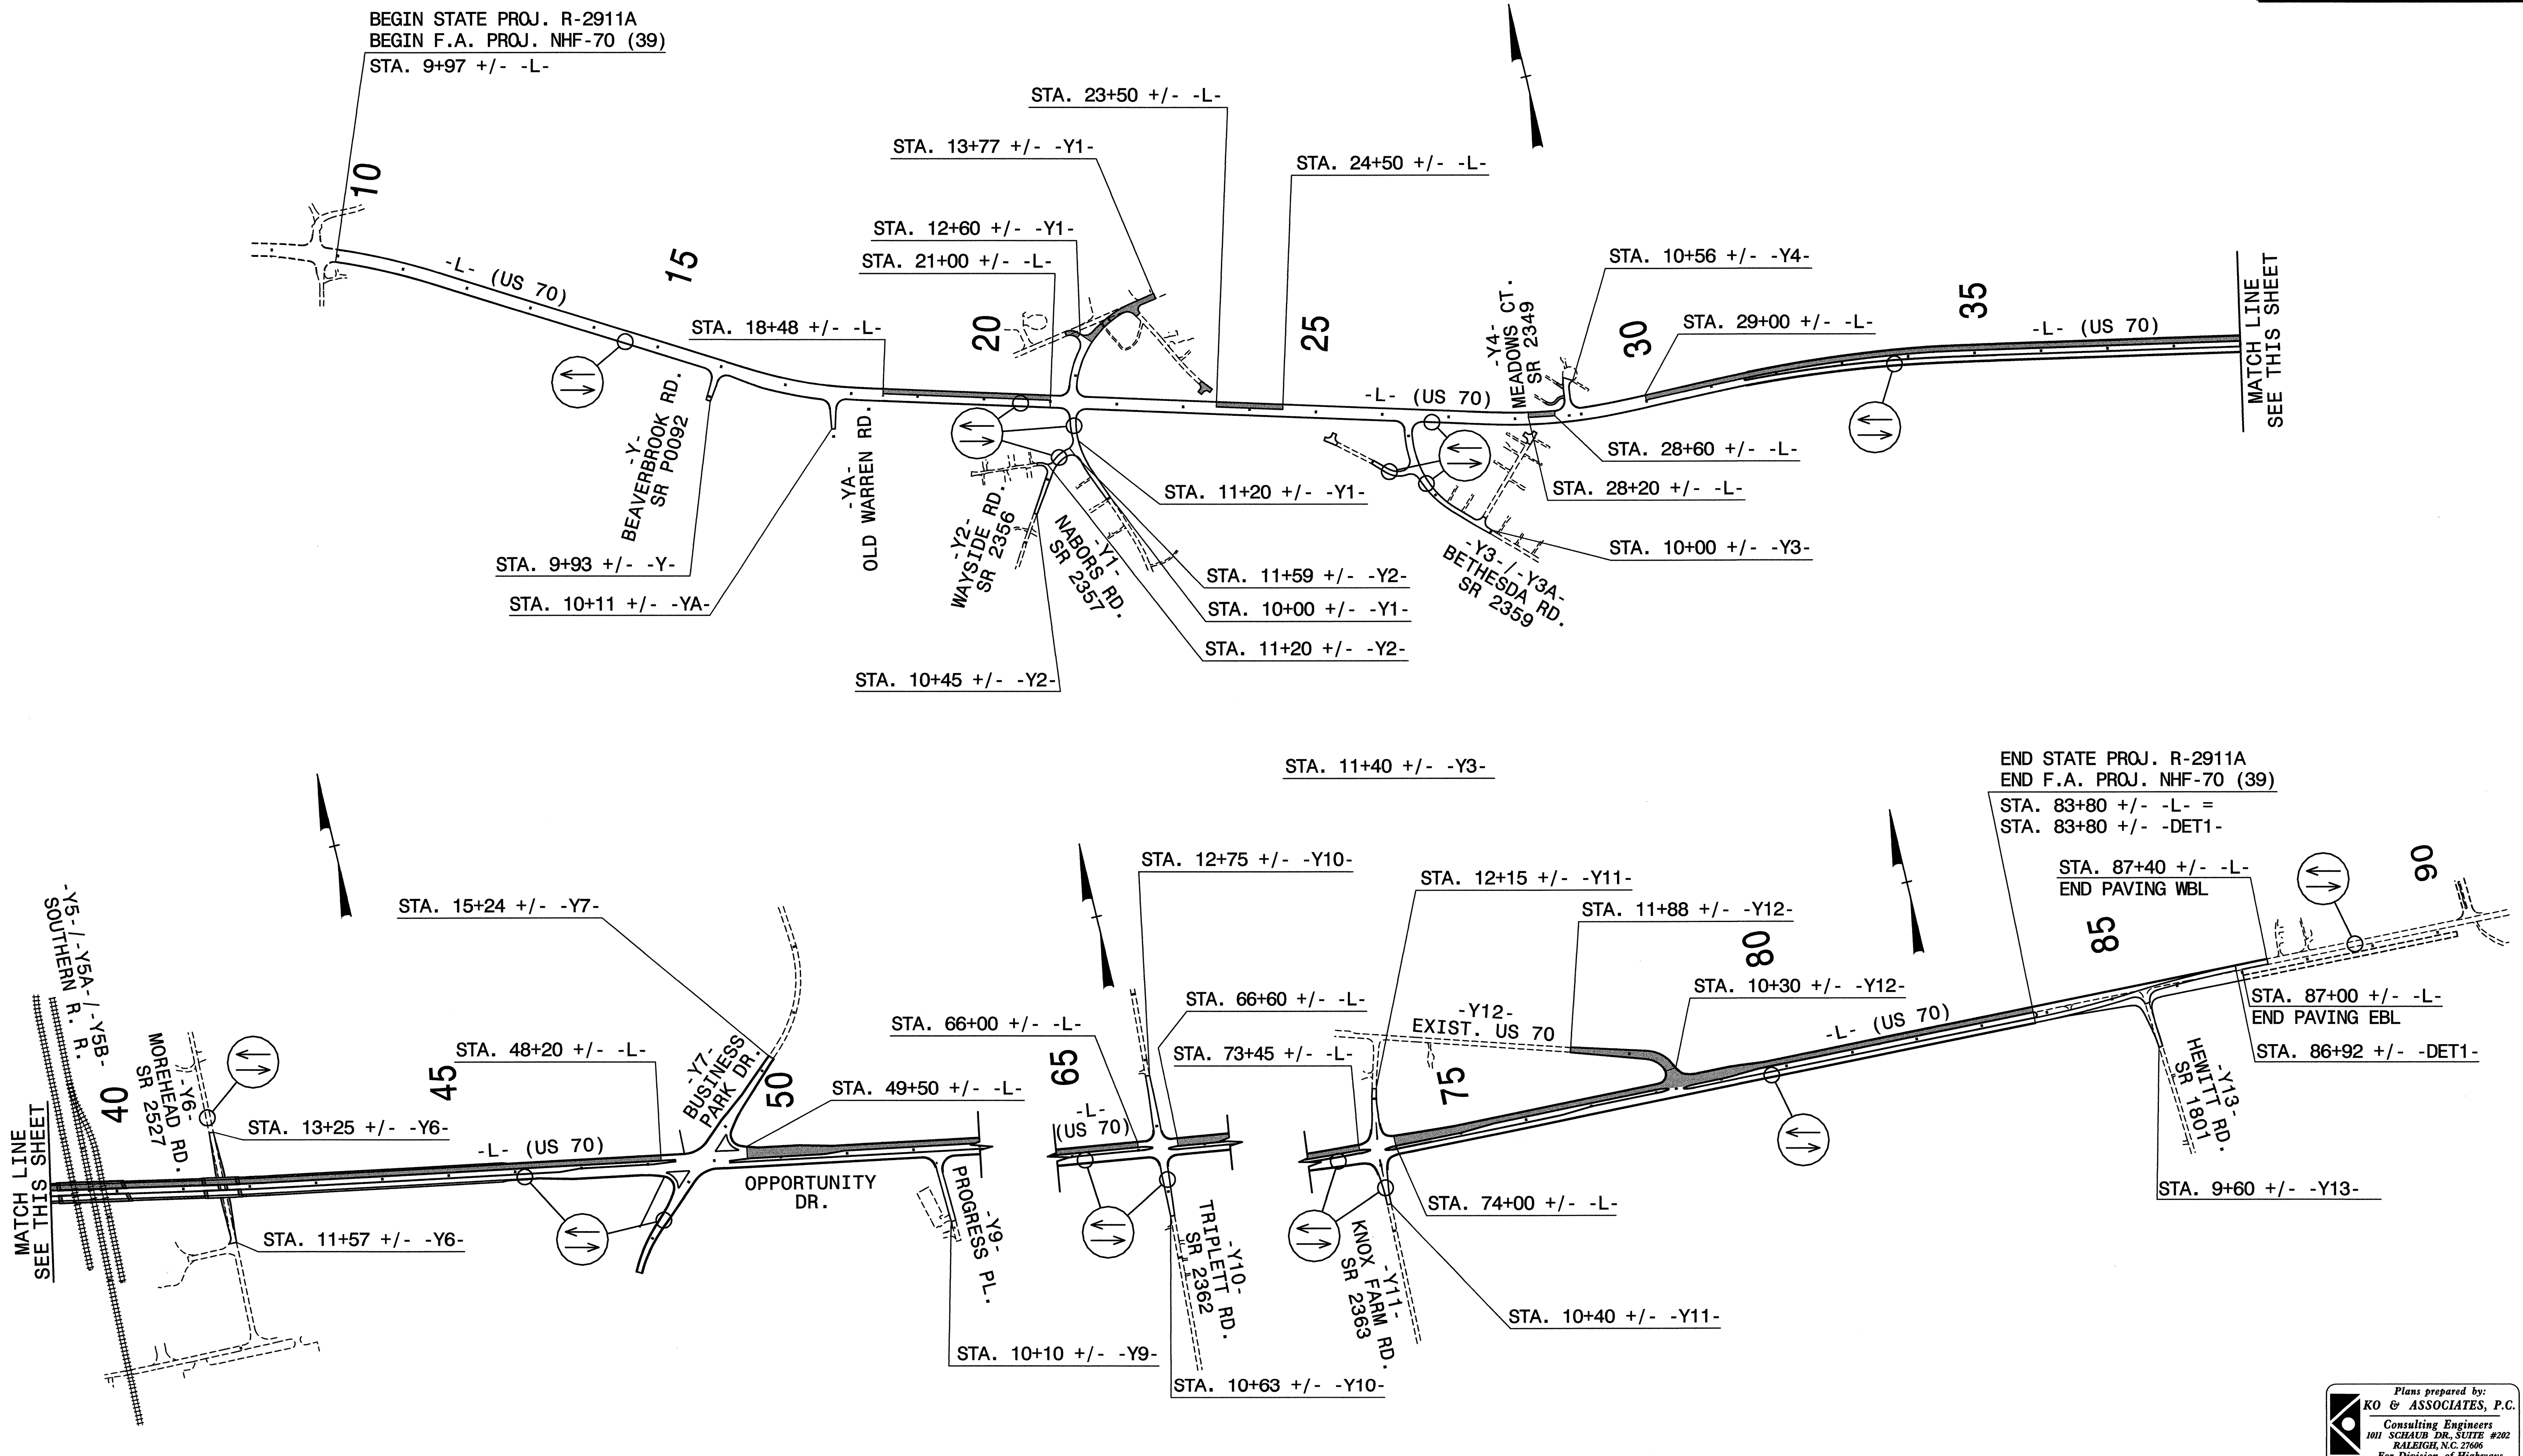 BEGIN STATE PROJ. R-2911A
BEGIN F.A. PROJ. NHF-70 (39)
STA. 9+97 +/- -L-
STA. 23+50 +/- -L-
STA. 13+77 +/- -Y1-
STA. 24+50 +/- -L-
10
STA. 12+60 +/- -Y1-
STA. 21+00 +/- -L-
-L- (US 70)
15
STA. 18+48 +/- -L-
20
25
-Y4-
MEADOWS CT.
SR 2349
STA. 10+56 +/- -Y4-
30
STA. 29+00 +/- -L-
35
-L- (US 70)
MATCH LINE
SEE THIS SHEET
-L- (US 70)
-Y-
BEAVERBROOK RD.
SR P0092
-YA-
OLD WARREN RD.
-Y2-
WAYSIDE RD.
SR 2356
-Y1-
NABORS RD.
SR 2357
STA. 28+60 +/- -L-
STA. 11+20 +/- -Y1-
STA. 28+20 +/- -L-
-Y3-/-Y3A-
BETHESDA RD.
SR 2359
STA. 10+00 +/- -Y3-
STA. 9+93 +/- -Y-
STA. 10+11 +/- -YA-
STA. 11+59 +/- -Y2-
STA. 10+00 +/- -Y1-
STA. 11+20 +/- -Y2-
STA. 10+45 +/- -Y2-
STA. 11+40 +/- -Y3-
END STATE PROJ. R-2911A
END F.A. PROJ. NHF-70 (39)
STA. 83+80 +/- -L- =
STA. 83+80 +/- -DET1-
STA. 87+40 +/- -L-
END PAVING WBL
90
-Y5-/-Y5A-/-Y5B-
SOUTHERN R. R.
40
-Y6-
MOREHEAD RD.
SR 2527
STA. 15+24 +/- -Y7-
STA. 12+75 +/- -Y10-
STA. 12+15 +/- -Y11-
STA. 11+88 +/- -Y12-
80
85
STA. 10+30 +/- -Y12-
STA. 48+20 +/- -L-
45
-Y7-
BUSINESS
PARK DR.
50
STA. 49+50 +/- -L-
STA. 66+00 +/- -L-
65
STA. 66+60 +/- -L-
STA. 73+45 +/- -L-
-Y12-
EXIST. US 70
75
-L- (US 70)
STA. 87+00 +/- -L-
END PAVING EBL
STA. 86+92 +/- -DET1-
-Y13-
HEWITT RD.
SR 1801
STA. 9+60 +/- -Y13-
MATCH LINE
SEE THIS SHEET
STA. 13+25 +/- -Y6-
-L- (US 70)
STA. 11+57 +/- -Y6-
OPPORTUNITY
DR.
-Y9-
PROGRESS PL.
-L-
(US 70)
-Y10-
TRIPLETT RD.
SR 2362
STA. 74+00 +/- -L-
-Y11-
KNOX FARM RD.
SR 2363
STA. 10+40 +/- -Y11-
STA. 10+10 +/- -Y9-
STA. 10+63 +/- -Y10-
Plans prepared by:
KO & ASSOCIATES, P.C.
Consulting Engineers
1011 SCHAUB DR., SUITE #202
RALEIGH, N.C. 27606
For Division of Highways